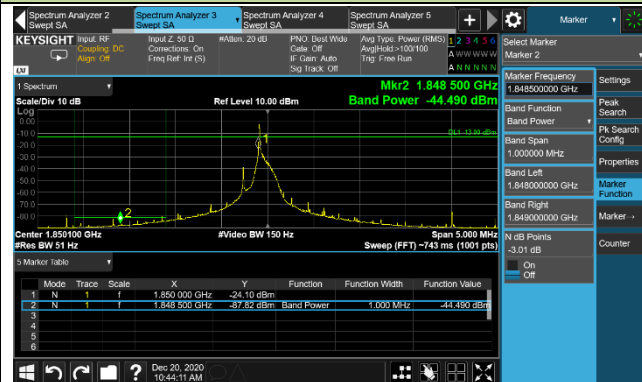 Spectrum Analyzer 2
Swept SA
Spectrum Analyzer 3
Swept SA
Spectrum Analyzer 4
Swept SA
Spectrum Analyzer 5
Swept SA
Marker
KEYSIGHT
Input: RF
Coupling: DC
Align: Off
Input Z: 50 Ω
Corrections: On
Freq Ref: Int (S)
#Atten: 20 dB
PNO: Best Wide
Gate: Off
IF Gain: Auto
Sig Track: Off
Avg Type: Power (RMS)
Avg|Hold:>100/100
Trig: Free Run
1 2 3 4 5 6
A W W W W W
A N N N N N
LXI
1 Spectrum
Scale/Div 10 dB
Log
Ref Level 10.00 dBm
Mkr2 1.848 500 GHz
Band Power -44.490 dBm
0.00
-10.0
-20.0
-30.0
-40.0
-50.0
-60.0
-70.0
-80.0
1
2
Center 1.850100 GHz
#Res BW 51 Hz
#Video BW 150 Hz
Span 5.000 MHz
Sweep (FFT) ~743 ms (1001 pts)
5 Marker Table
Mode Trace Scale X Y Function Function Width Function Value
1 N 1 f 1.850 000 GHz -24.10 dBm
2 N 1 f 1.848 500 GHz -87.82 dBm Band Power 1.000 MHz -44.490 dBm
3
4
5
6
Dec 20, 2020
10:44:11 AM
Select Marker
Marker 2
Marker Frequency
1.848500000 GHz
Band Function
Band Power
Band Span
1.000000 MHz
Band Left
1.848000000 GHz
Band Right
1.849000000 GHz
N dB Points
-3.01 dB
On
Off
Settings
Peak
Search
Pk Search
Config
Properties
Marker
Function
Marker→
Counter